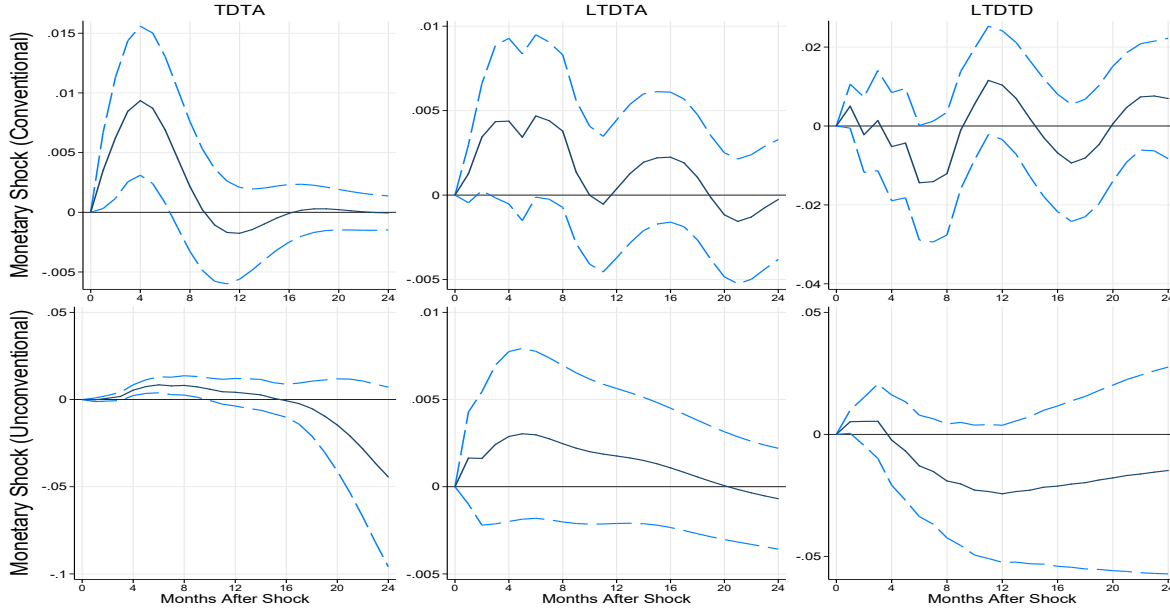 TDTA
LTDTA
LTDTD
Monetary Shock (Conventional)
.015
.01
.005
0
-.005
0 4 8 12 16 20 24
.01
.005
0
-.005
0 4 8 12 16 20 24
.02
0
-.02
-.04
0 4 8 12 16 20 24
Monetary Shock (Unconventional)
.05
0
-.05
-.1
0 4 8 12 16 20 24
Months After Shock
.01
.005
0
-.005
0 4 8 12 16 20 24
Months After Shock
.05
0
-.05
0 4 8 12 16 20 24
Months After Shock